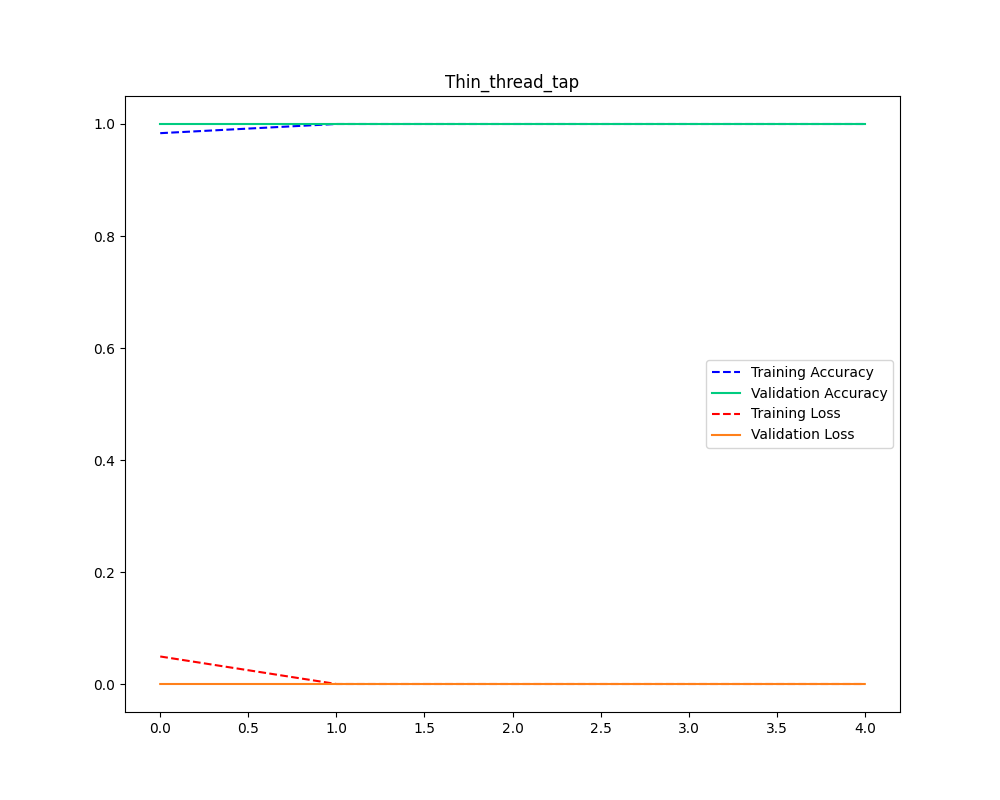 Thin_thread_tap
1.0
0.8
0.6
0.4
0.2
0.0
Training Accuracy
Validation Accuracy
Training Loss
Validation Loss
0.0 0.5 1.0 1.5 2.0 2.5 3.0 3.5 4.0